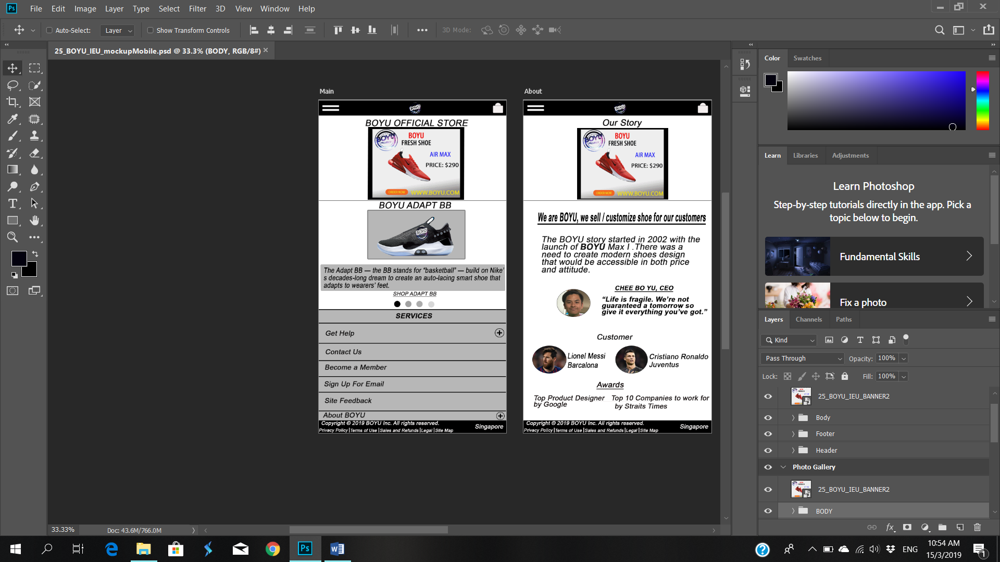 Ps File Edit Image Layer Type Select Filter 3D View Window Help
Auto-Select: Layer Show Transform Controls 3D Mode:
25_BOYU_IEU_mockupMobile.psd @ 33.3% (BODY, RGB/8#)
Main
BOYU
BOYU OFFICIAL STORE
BOYU
PROJECT
BOYU
FRESH SHOE
AIR MAX
PRICE: $290
ORDER NOW
WWW.BOYU.COM
BOYU ADAPT BB
BOYU
The Adapt BB — the BB stands for “basketball” — build on Nike’
s decades-long dream to create an auto-lacing smart shoe that
adapts to wearers’ feet.
SHOP ADAPT BB
SERVICES
Get Help
Contact Us
Become a Member
Sign Up For Email
Site Feedback
About BOYU
Copyright © 2019 BOYU Inc. All rights reserved.
Singapore
Privacy Policy | Terms of Use | Sales and Refunds | Legal | Site Map
About
BOYU
Our Story
BOYU
PROJECT
BOYU
FRESH SHOE
AIR MAX
PRICE: $290
ORDER NOW
WWW.BOYU.COM
We are BOYU, we sell / customize shoe for our customers
The BOYU story started in 2002 with the
launch of BOYU Max I .There was a
need to create modern shoes design
that would be accessible in both price
and attitude.
CHEE BO YU, CEO
“Life is fragile. We’re not
guaranteed a tomorrow so
give it everything you’ve got.”
Customer
Lionel Messi
Barcalona
Cristiano Ronaldo
Juventus
Awards
Top Product Designer
by Google
Top 10 Companies to work for
by Straits Times
Copyright © 2019 BOYU Inc. All rights reserved.
Singapore
Privacy Policy | Terms of Use | Sales and Refunds | Legal | Site Map
33.33% Doc: 43.6M/766.0M
Color Swatches
Learn Libraries Adjustments
Learn Photoshop
Step-by-step tutorials directly in the app. Pick a
topic below to begin.
Fundamental Skills
Fix a photo
Layers Channels Paths
Kind
Pass Through Opacity: 100%
Lock: Fill: 100%
25_BOYU_IEU_BANNER2
Body
Footer
Header
Photo Gallery
25_BOYU_IEU_BANNER2
BODY
fx
Ps
ENG
10:54 AM
15/3/2019
1